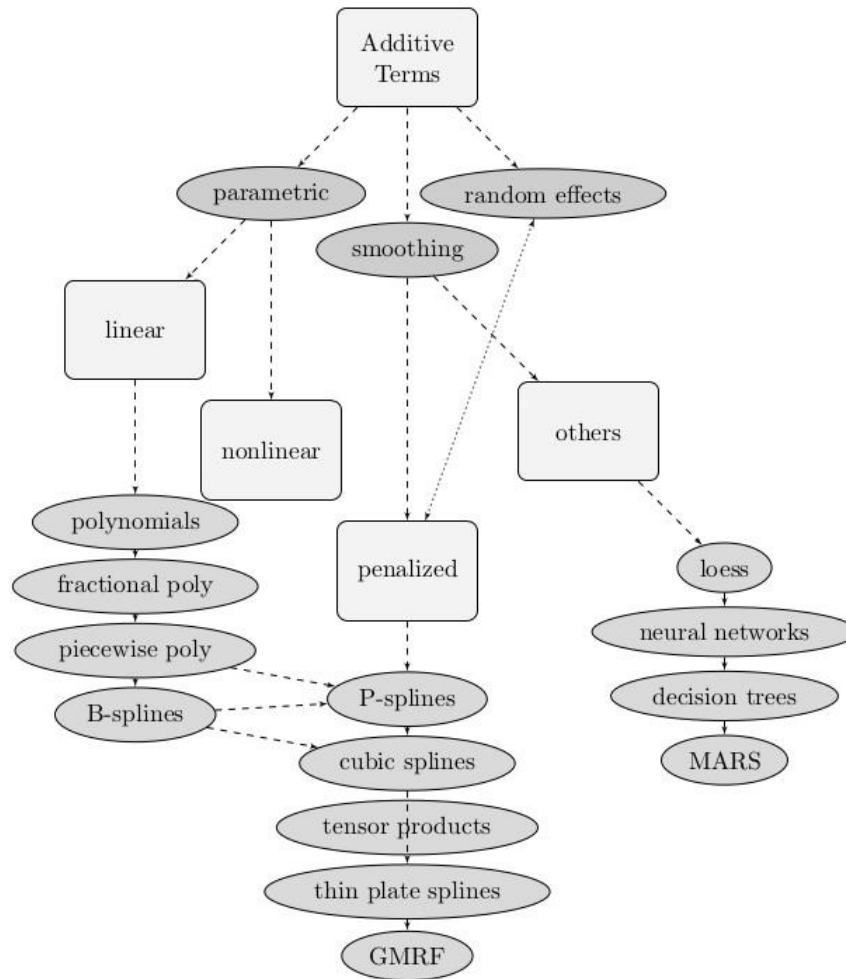 Additive
Terms
parametric
random effects
smoothing
linear
nonlinear
others
polynomials
penalized
loess
fractional poly
neural networks
piecewise poly
P-splines
decision trees
B-splines
cubic splines
MARS
tensor products
thin plate splines
GMRF